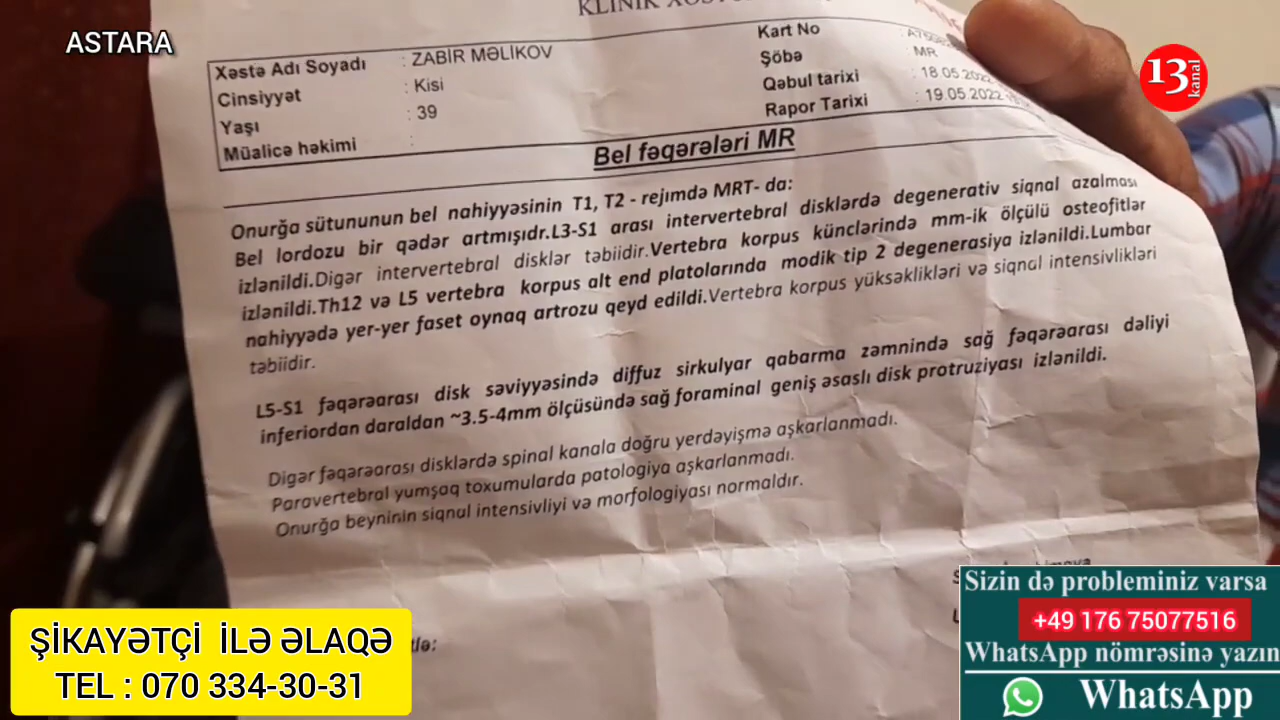 ASTARA
KLINIK
Xəstə Adı Soyadı : ZABİR MƏLİKOV
Cinsiyyət : Kisi
Yaşı : 39
Müalicə həkimi :
Kart No
Şöbə : MR
Qəbul tarixi : 18.05.2022
Rapor Tarixi : 19.05.2022
13
kanal
Bel fəqərələri MR
Onurğa sütununun bel nahiyyəsinin T1, T2 - rejımdə MRT- da:
Bel lordozu bir qədər artmışıdr.L3-S1 arası intervertebral disklərdə degenerativ siqnal azalması
izlənildi.Digər intervertebral disklər təbiidir.Vertebra korpus künclərində mm-ik ölçülü osteofitlər
izlənildi.Th12 və L5 vertebra korpus alt end platolarında modik tip 2 degenerasiya izlənildi.Lumbar
nahiyyədə yer-yer faset oynaq artrozu qeyd edildi.Vertebra korpus yüksəklikləri və siqnal intensivlikləri
təbiidir.
L5-S1 fəqərəarası disk səviyyəsində diffuz sirkulyar qabarma zəmnində sağ fəqərəarası dəliyi
inferiordan daraldan ~3.5-4mm ölçüsündə sağ foraminal geniş əsaslı disk protruziyası izlənildi.
Digər fəqərəarası disklərdə spinal kanala doğru yerdəyişmə aşkarlanmadı.
Paravertebral yumşaq toxumularda patologiya aşkarlanmadı.
Onurğa beyninin siqnal intensivliyi və morfologiyası normaldır.
ŞİKAYƏTÇİ İLƏ ƏLAQƏ
TEL : 070 334-30-31
Sizin də probleminiz varsa
+49 176 75077516
WhatsApp nömrəsinə yazın
WhatsApp